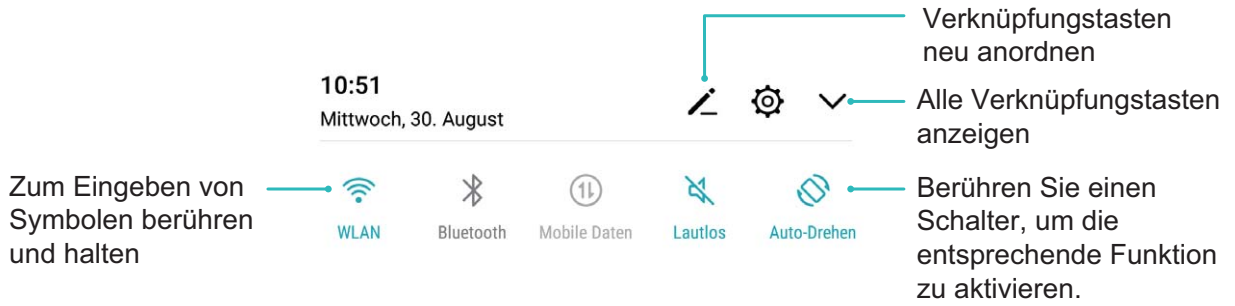 Verknüpfungstasten
neu anordnen
10:51
Mittwoch, 30. August
Alle Verknüpfungstasten
anzeigen
Zum Eingeben von
Symbolen berühren
und halten
WLAN
Bluetooth
Mobile Daten
Lautlos
Auto-Drehen
Berühren Sie einen
Schalter, um die
entsprechende Funktion
zu aktivieren.